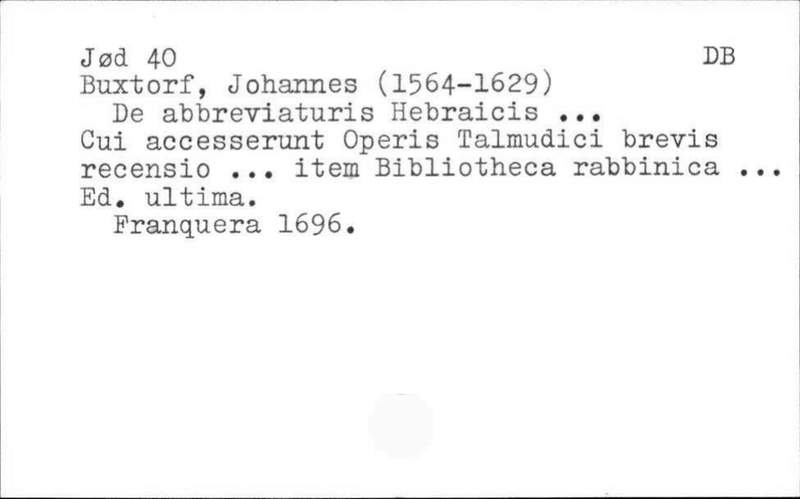 Jød 40 DB
Buxtorf, Johannes (1564-1629)
De abbreviaturis Hebraicis ...
Cui accesserunt Operis Talmudici brevis
recensio ... item Bibliotheca rabbinica ...
Ed. ultima.
Franquera 1696.